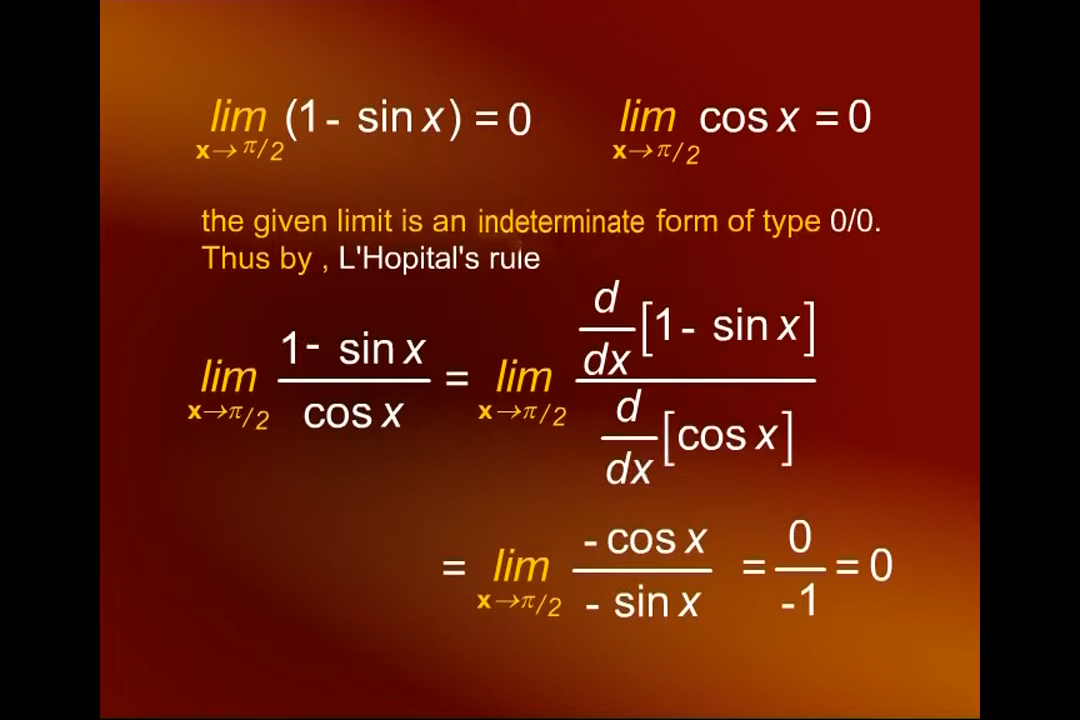 lim x→π/2 (1- sin x) = 0    lim x→π/2 cos x = 0
the given limit is an indeterminate form of type 0/0.
Thus by , L'Hopital's rule
lim x→π/2 (1- sin x)/(cos x) = lim x→π/2 (d/dx [1- sin x])/(d/dx [cos x])
= lim x→π/2 (- cos x)/(- sin x) = 0/-1 = 0